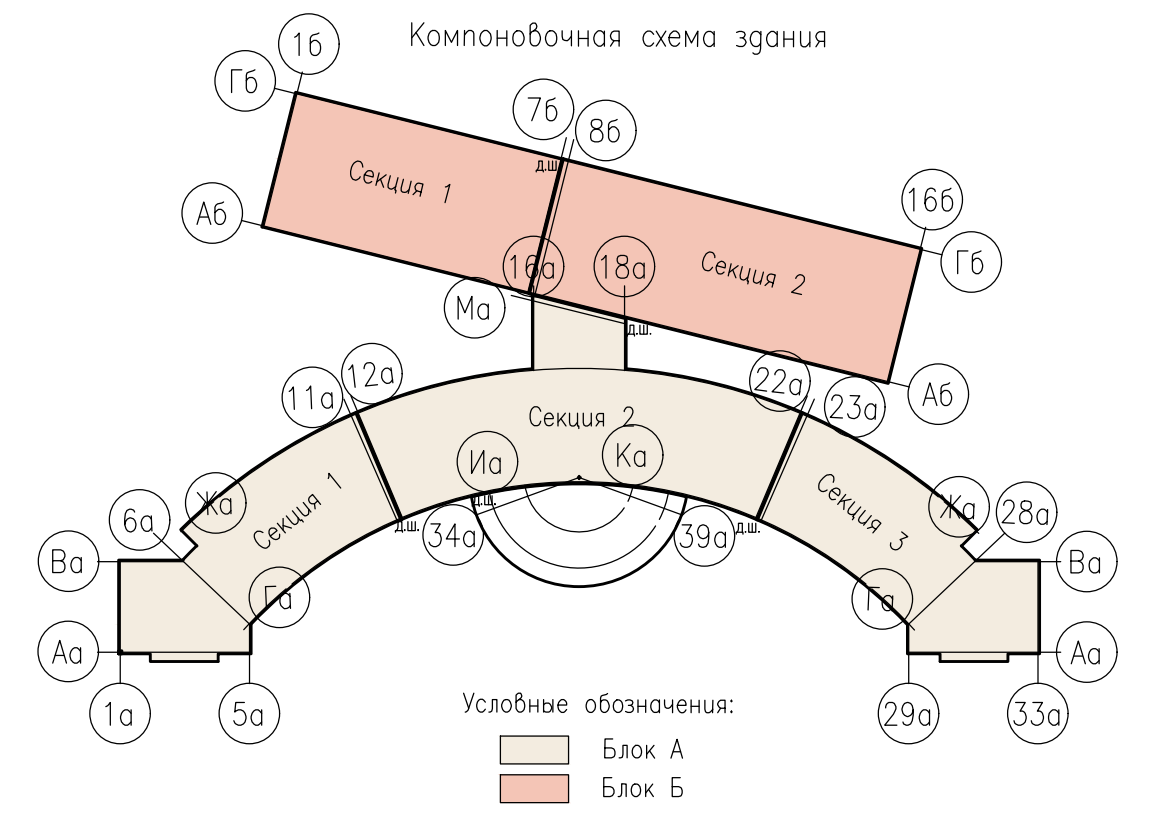 Компоновочная схема здания
1б
Гб
7б
8б
д.ш.
Секция 1
Аб
16б
Гб
16а
18а
Секция 2
Ма
д.ш.
12а
22а
11а
23а
Аб
Секция 2
Иа
Ка
Жа
Секция 1
д.ш.
Секция 3
Жа
6а
28а
д.ш.
34а
39а
д.ш.
Ва
Ва
Га
Га
Аа
Аа
1а
5а
29а
33а
Условные обозначения:
Блок А
Блок Б